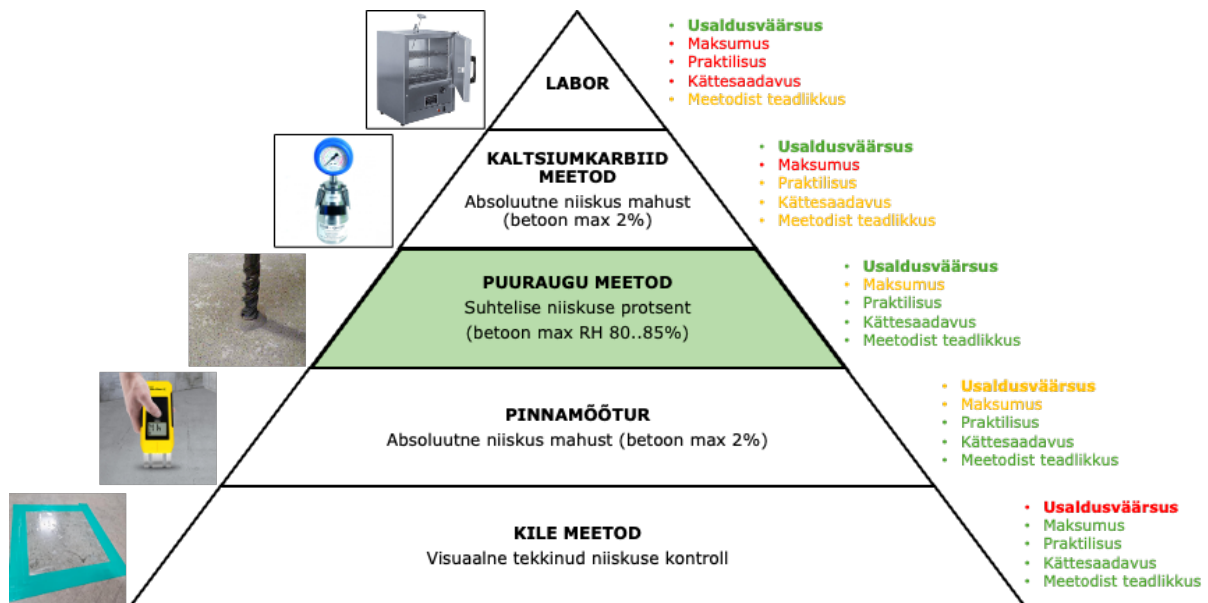 LABOR
• Usaldusväärsus
• Maksumus
• Praktilisus
• Kättesaadavus
• Meetodist teadlikkus
KALTSIUMKARBIID
MEETOD
Absoluutne niiskus mahust
(betoon max 2%)
• Usaldusväärsus
• Maksumus
• Praktilisus
• Kättesaadavus
• Meetodist teadlikkus
PUURAUGU MEETOD
Suhtelise niiskuse protsent
(betoon max RH 80..85%)
• Usaldusväärsus
• Maksumus
• Praktilisus
• Kättesaadavus
• Meetodist teadlikkus
PINNAMÕÕTUR
Absoluutne niiskus mahust (betoon max 2%)
• Usaldusväärsus
• Maksumus
• Praktilisus
• Kättesaadavus
• Meetodist teadlikkus
KILE MEETOD
Visuaalne tekkinud niiskuse kontroll
• Usaldusväärsus
• Maksumus
• Praktilisus
• Kättesaadavus
• Meetodist teadlikkus